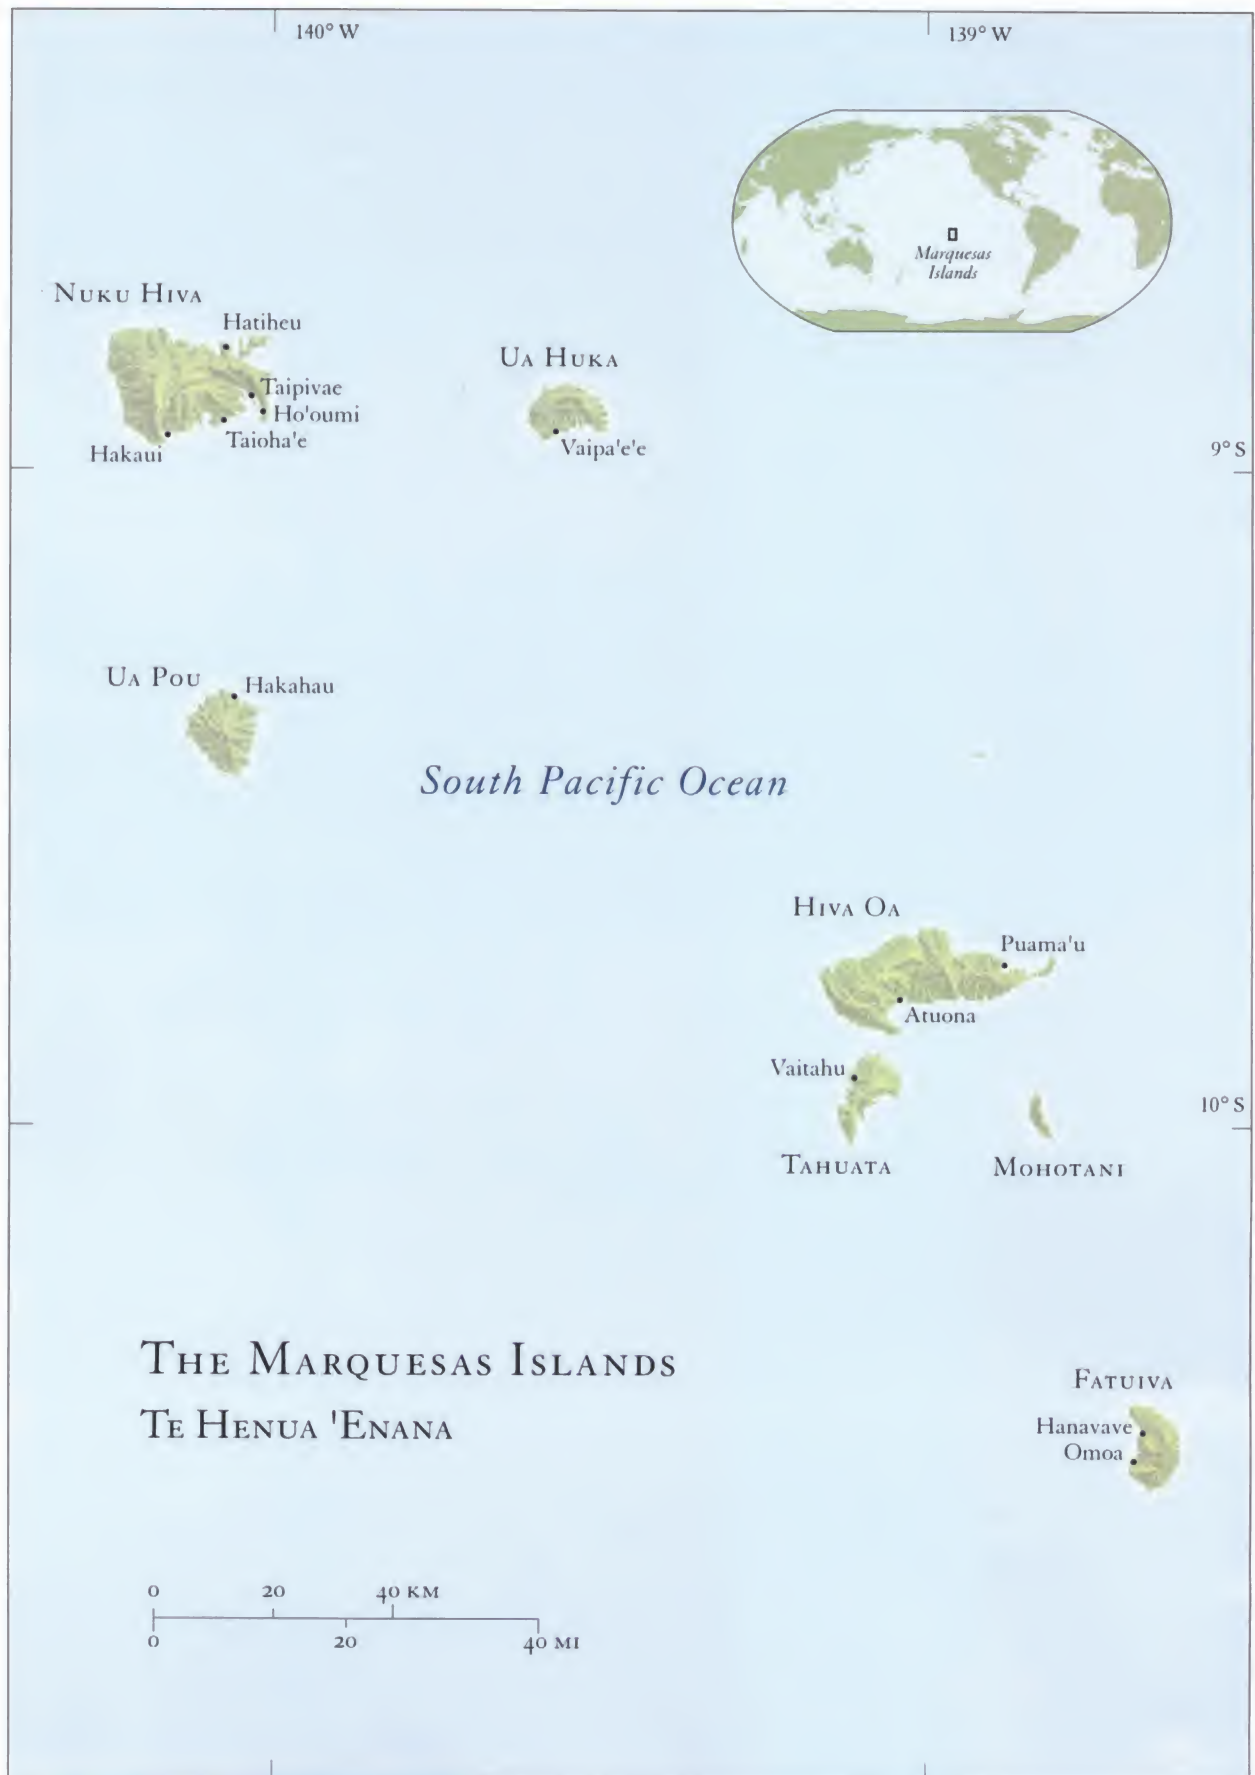 140° W
139° W
Marquesas
Islands
NUKU HIVA
Hatiheu
Taipivae
Ho'oumi
Taioha'e
Hakaui
UA HUKA
Vaipa'e'e
9° S
UA POU
Hakahau
South Pacific Ocean
HIVA OA
Puama'u
Atuona
Vaitahu
10° S
TAHUATA
MOHOTANI
THE MARQUESAS ISLANDS
TE HENUA 'ENANA
FATUIVA
Hanavave
Omoa
0 20 40 KM
0 20 40 MI